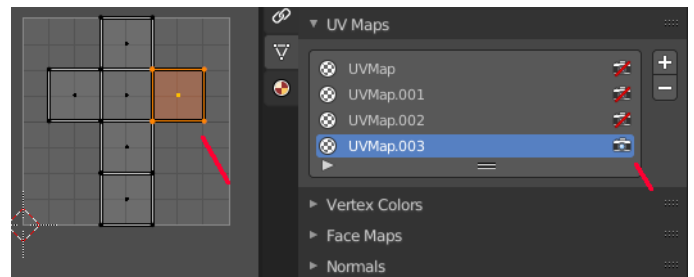 UV Maps
UVMap
UVMap.001
UVMap.002
UVMap.003
Vertex Colors
Face Maps
Normals